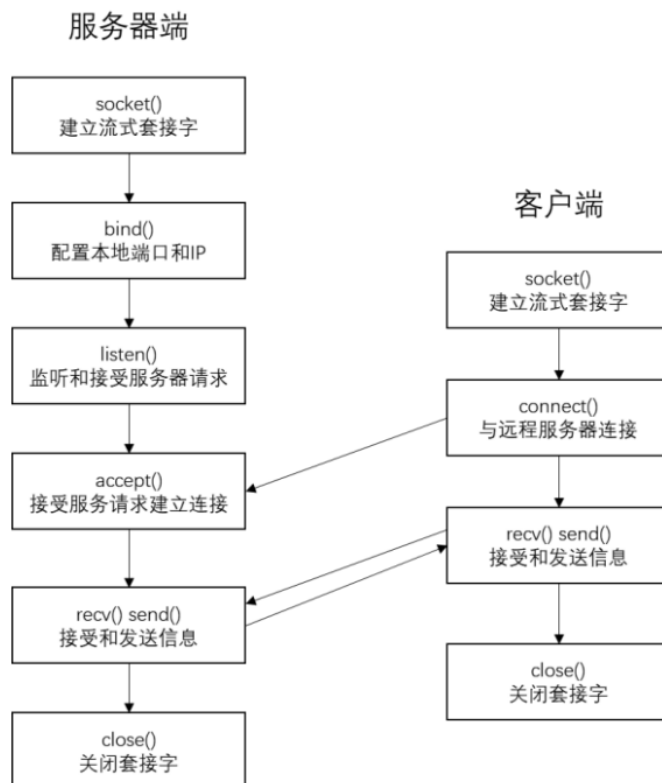 服务器端
socket()
建立流式套接字
bind()
配置本地端口和IP
listen()
监听和接受服务器请求
accept()
接受服务请求建立连接
recv() send()
接受和发送信息
close()
关闭套接字
客户端
socket()
建立流式套接字
connect()
与远程服务器连接
recv() send()
接受和发送信息
close()
关闭套接字